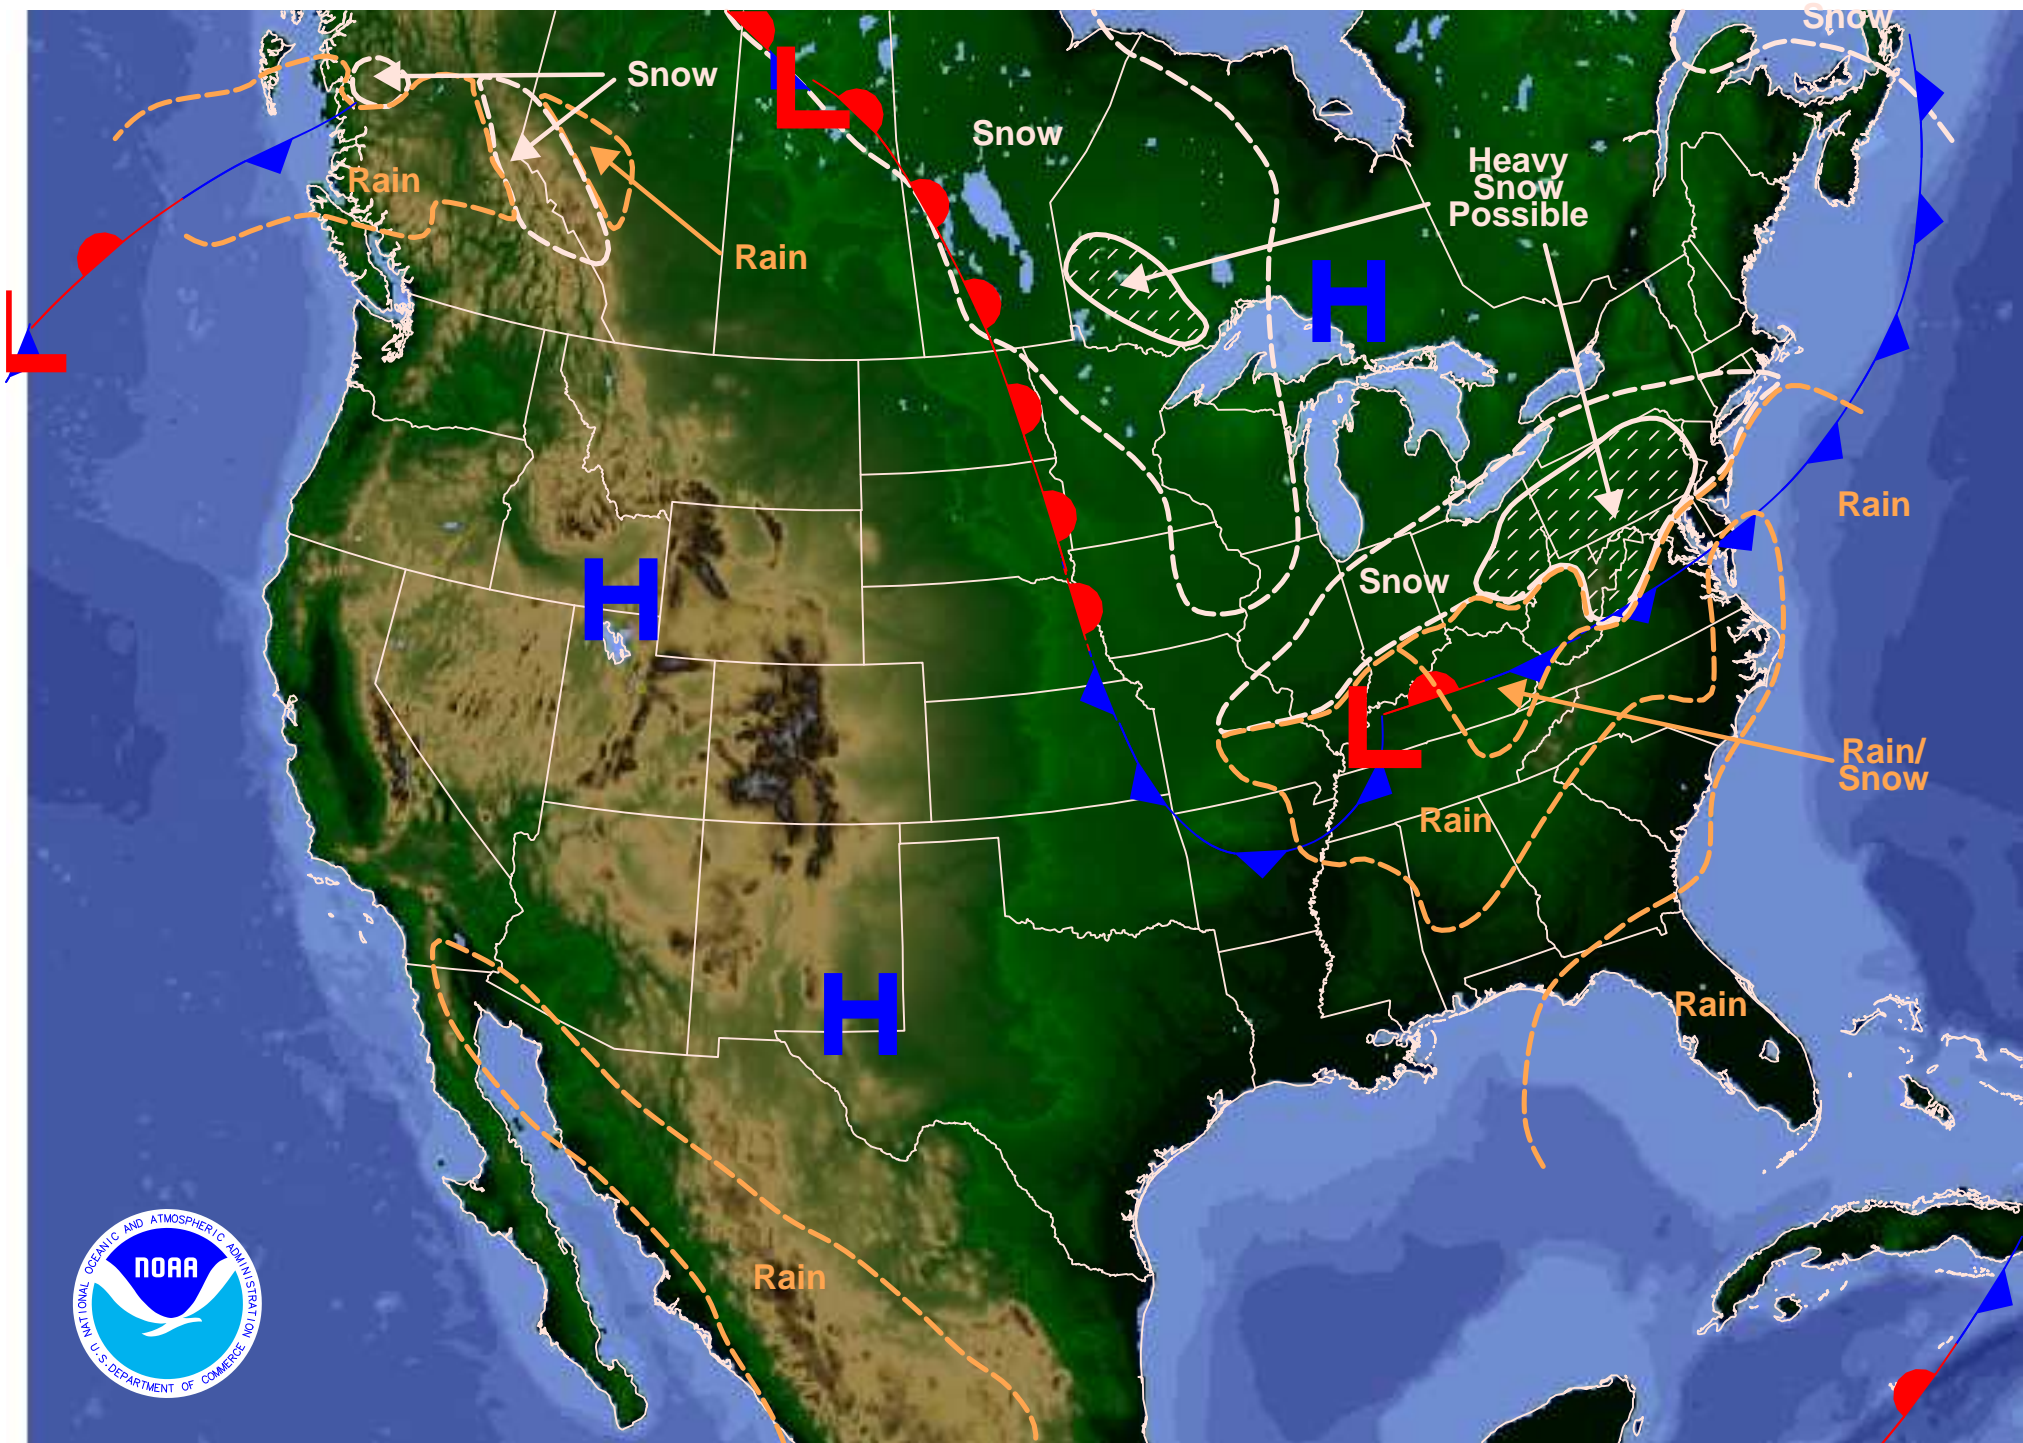 Snow
Snow
L
Snow
Heavy
Snow
Possible
Rain
Rain
H
L
Rain
Snow
H
L
Rain/
Snow
Rain
H
Rain
Rain
NATIONAL OCEANIC AND ATMOSPHERIC ADMINISTRATION
NOAA
U.S. DEPARTMENT OF COMMERCE